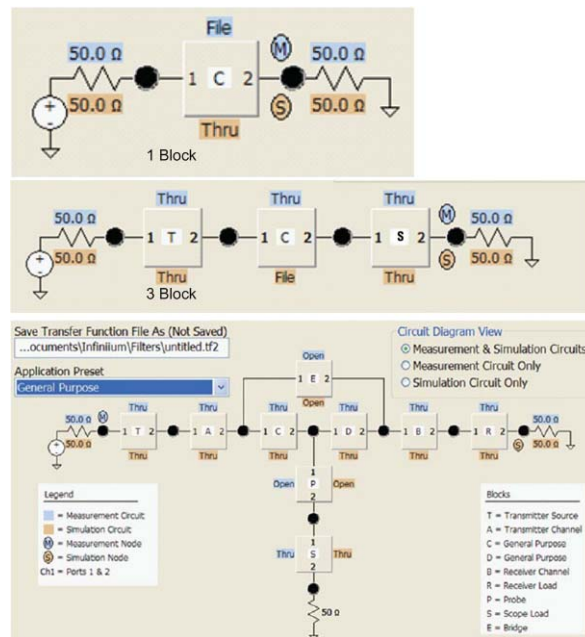 File
50.0 Ω
M
50.0 Ω
1 C 2
50.0 Ω
S
50.0 Ω
Thru
1 Block
Thru
Thru
Thru
50.0 Ω
M
50.0 Ω
1 T 2
1 C 2
1 S 2
50.0 Ω
S
50.0 Ω
Thru
File
Thru
3 Block
Save Transfer Function File As (Not Saved)
...ocuments\Infiniium\Filters\untitled.tf2
Application Preset
General Purpose
Circuit Diagram View
Measurement & Simulation Circuits
Measurement Circuit Only
Simulation Circuit Only
Open
1 E 2
Open
50.0 Ω
M
Thru
Thru
Thru
Thru
Thru
Thru
50.0 Ω
1 T 2
1 A 2
1 C 2
1 D 2
1 B 2
1 R 2
50.0 Ω
Thru
Thru
Thru
Thru
Thru
Thru
S
50.0 Ω
1
Open
P
Open
2
1
Thru
S
Thru
2
50 Ω
Legend
= Measurement Circuit
= Simulation Circuit
M = Measurement Node
S = Simulation Node
Ch1 = Ports 1 & 2
Blocks
T = Transmitter Source
A = Transmitter Channel
C = General Purpose
D = General Purpose
B = Receiver Channel
R = Receiver Load
P = Probe
S = Scope Load
E = Bridge